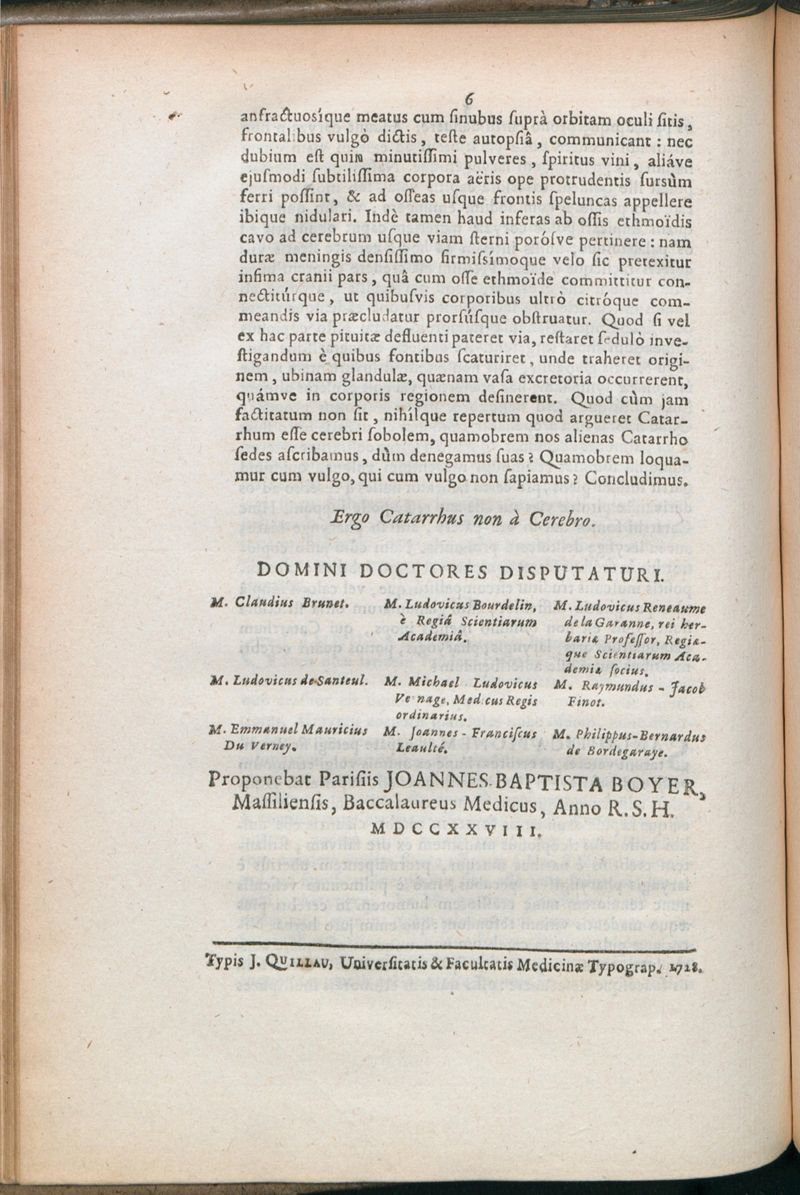 6
anfractuosíque meatus cum ſinubus ſuprà orbitam oculi ſitis,
frontalibus vulgò dictis, teſte autopſiâ, communicant : nec
dubium eſt quin minutiſſimi pulveres, ſpiritus vini, aliáve
ejuſmodi ſubtiliſſima corpora aëris ope protrudentis ſursùm
ferri poſſint, & ad oſſeas uſque frontis ſpeluncas appellere
ibique nidulari. Indè tamen haud inferas ab oſſis ethmoïdis
cavo ad cerebrum uſque viam ſterni poróſve pertinere : nam
duræ meningis denſiſſimo firmiſsímoque velo ſic pretexitur
infima cranii pars, quâ cum oſſe ethmoïde committitur con-
nectitúrque, ut quibuſvis corporibus ultrò citróque com-
meandis via præcludatur prorſúſque obſtruatur. Quod ſi vel
ex hac parte pituitæ defluenti pateret via, reſtaret ſedulò inve-
ſtigandum è quibus fontibus ſcaturiret, unde traheret origi-
nem, ubinam glandulæ, quænam vaſa excretoria occurrerent,
quámve in corporis regionem deſinerent. Quod cùm jam
factitatum non ſit, nihílque repertum quod argueret Catar-
rhum eſſe cerebri ſobolem, quamobrem nos alienas Catarrho
ſedes aſcribamus, dùm denegamus ſuas ? Quamobrem loqua-
mur cum vulgo, qui cum vulgo non ſapiamus ? Concludimus.
Ergo Catarrhus non à Cerebro.
DOMINI DOCTORES DISPUTATURI.
M. Claudius Brunet.
M. Ludovicus Bourdelin,
è Regiâ Scientiarum
Academiâ.
M. Ludovicus Reneaume
de la Garanne, rei her-
bariæ Profeſſor, Regiæ-
que Scientiarum Aca-
demiæ ſocius.
M. Ludovicus de Santeul.
M. Michael Ludovicus
Vernage, Medicus Regis
ordinarius.
M. Raymundus - Jacob
Finot.
M. Emmanuel Mauricius
Du Verney.
M. Joannes - Franciſcus
Leaulté.
M. Philippus-Bernardus
de Bordegaraye.
Proponebat Pariſiis JOANNES BAPTISTA BOYER,
Maſſilienſis, Baccalaureus Medicus, Anno R. S. H.
MDCCXXVIII.
Typis J. QUILLAU, Univerſitatis & Facultatis Medicinæ Typograp. 1728.